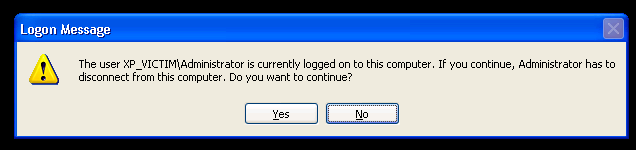 Logon Message
The user XP_VICTIM\Administrator is currently logged on to this computer. If you continue, Administrator has to
disconnect from this computer. Do you want to continue?
Yes No